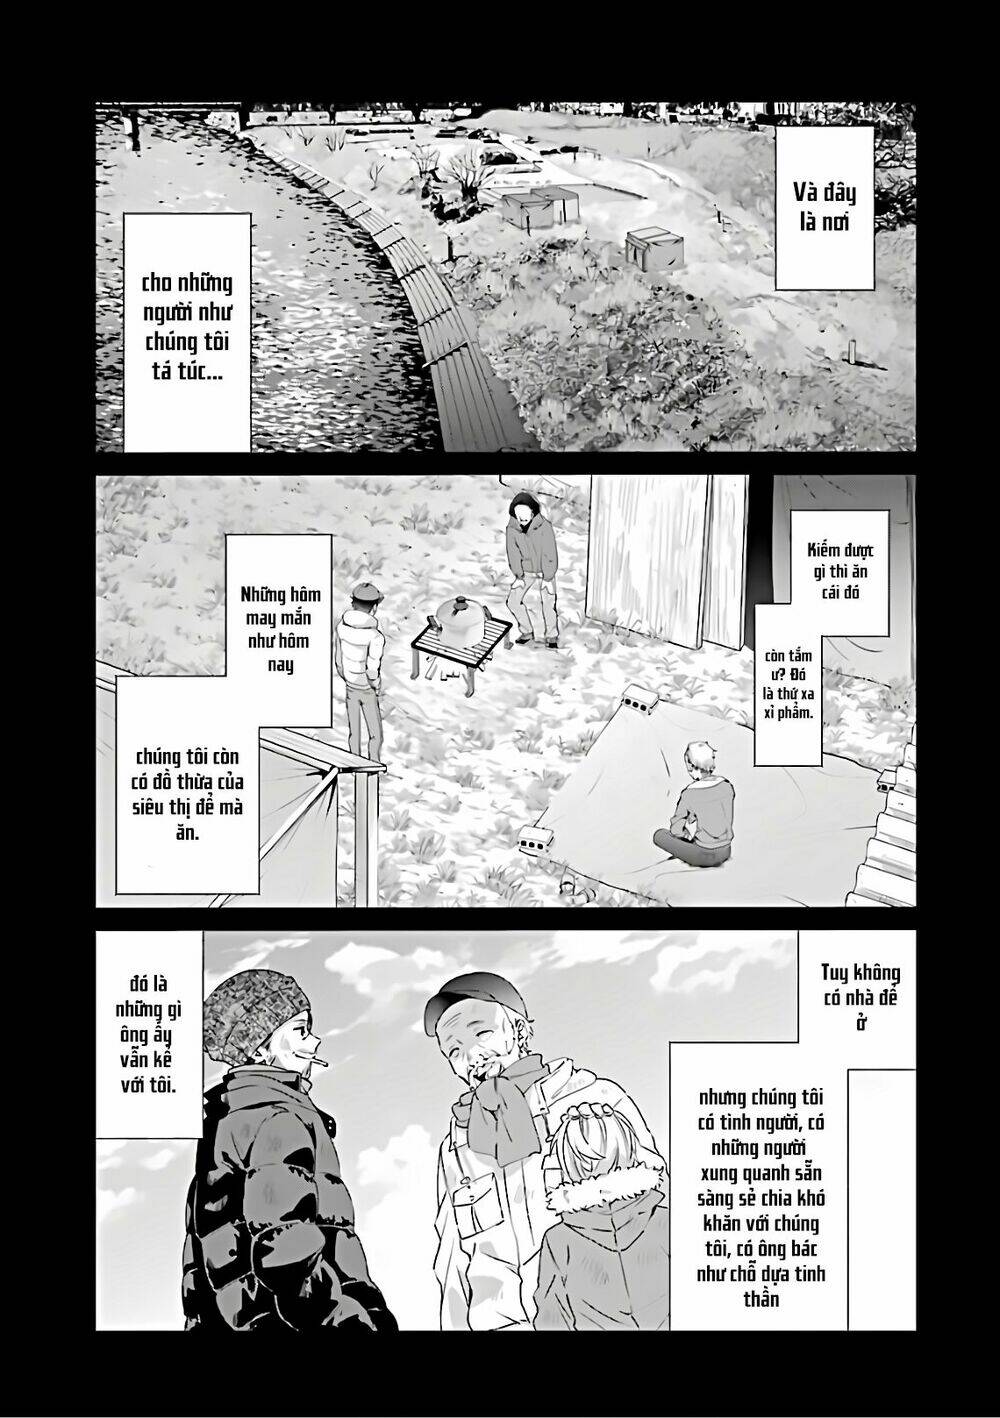 Và đây
là nơi
cho những
người như
chúng tôi
tá túc...
Kiếm được
gì thì ăn
cái đó
còn tắm
ư? Đó
là thứ xa
xỉ phẩm.
Những hôm
may mắn
như hôm
nay
chúng tôi còn
có đồ thừa của
siêu thị để mà
ăn.
Tuy không
có nhà để
ở
nhưng chúng tôi
có tình người, có
những người
xung quanh sẵn
sàng sẻ chia khó
khăn với chúng
tôi, có ông bác
như chỗ dựa tinh
thần
đó là
những gì
ông ấy
vẫn kể
với tôi.